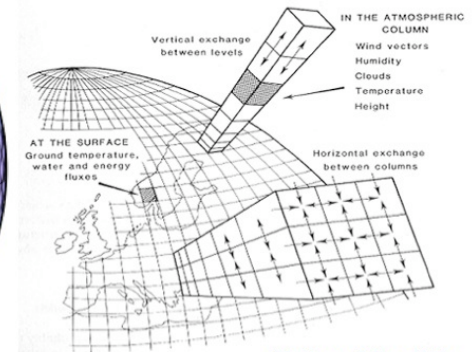 IN THE ATMOSPHERIC
COLUMN
Wind vectors
Humidity
Clouds
Temperature
Height
Vertical exchange
between levels
AT THE SURFACE
Ground temperature,
water and energy
fluxes
Horizontal exchange
between columns